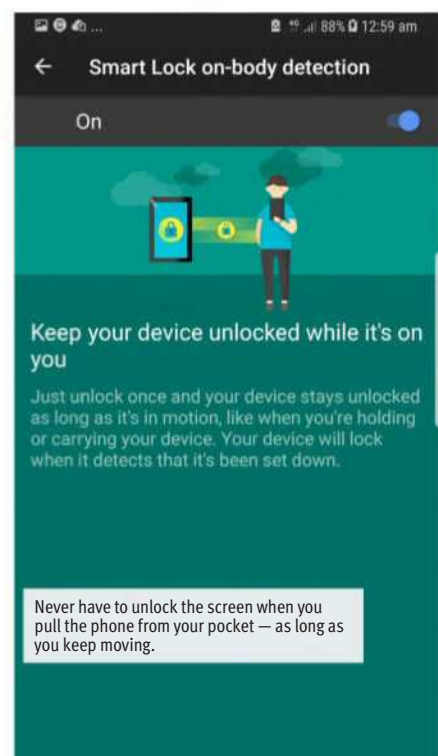 ... 88% 12:59 am
Smart Lock on-body detection
On
Keep your device unlocked while it's on
you
Just unlock once and your device stays unlocked
as long as it's in motion, like when you're holding
or carrying your device. Your device will lock
when it detects that it's been set down.
Never have to unlock the screen when you
pull the phone from your pocket — as long as
you keep moving.